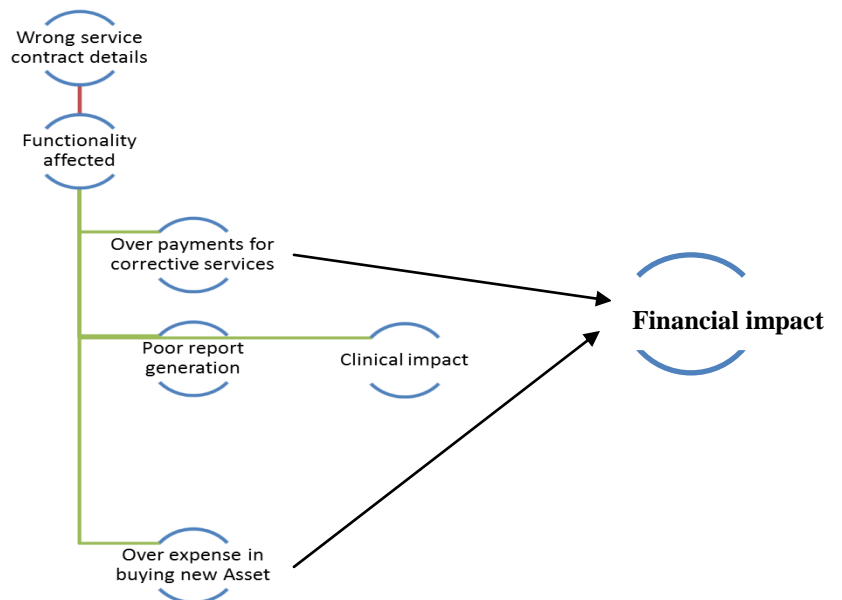 Wrong service
contract details
Functionality
affected
Over payments for
corrective services
Financial impact
Poor report
generation
Clinical impact
Over expense in
buying new Asset